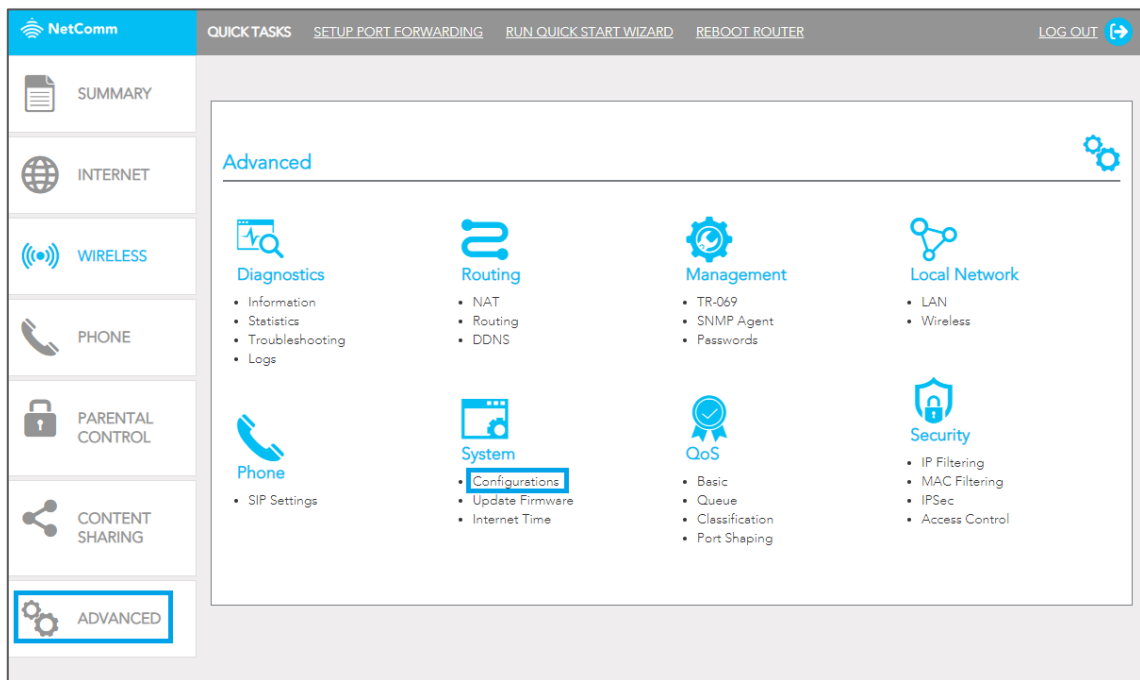 NetComm
QUICK TASKS SETUP PORT FORWARDING RUN QUICK START WIZARD REBOOT ROUTER LOG OUT
SUMMARY
INTERNET
WIRELESS
PHONE
PARENTAL
CONTROL
CONTENT
SHARING
ADVANCED
Advanced
Diagnostics
• Information
• Statistics
• Troubleshooting
• Logs
Routing
• NAT
• Routing
• DDNS
Management
• TR-069
• SNMP Agent
• Passwords
Local Network
• LAN
• Wireless
Phone
• SIP Settings
System
• Configurations
• Update Firmware
• Internet Time
QoS
• Basic
• Queue
• Classification
• Port Shaping
Security
• IP Filtering
• MAC Filtering
• IPSec
• Access Control